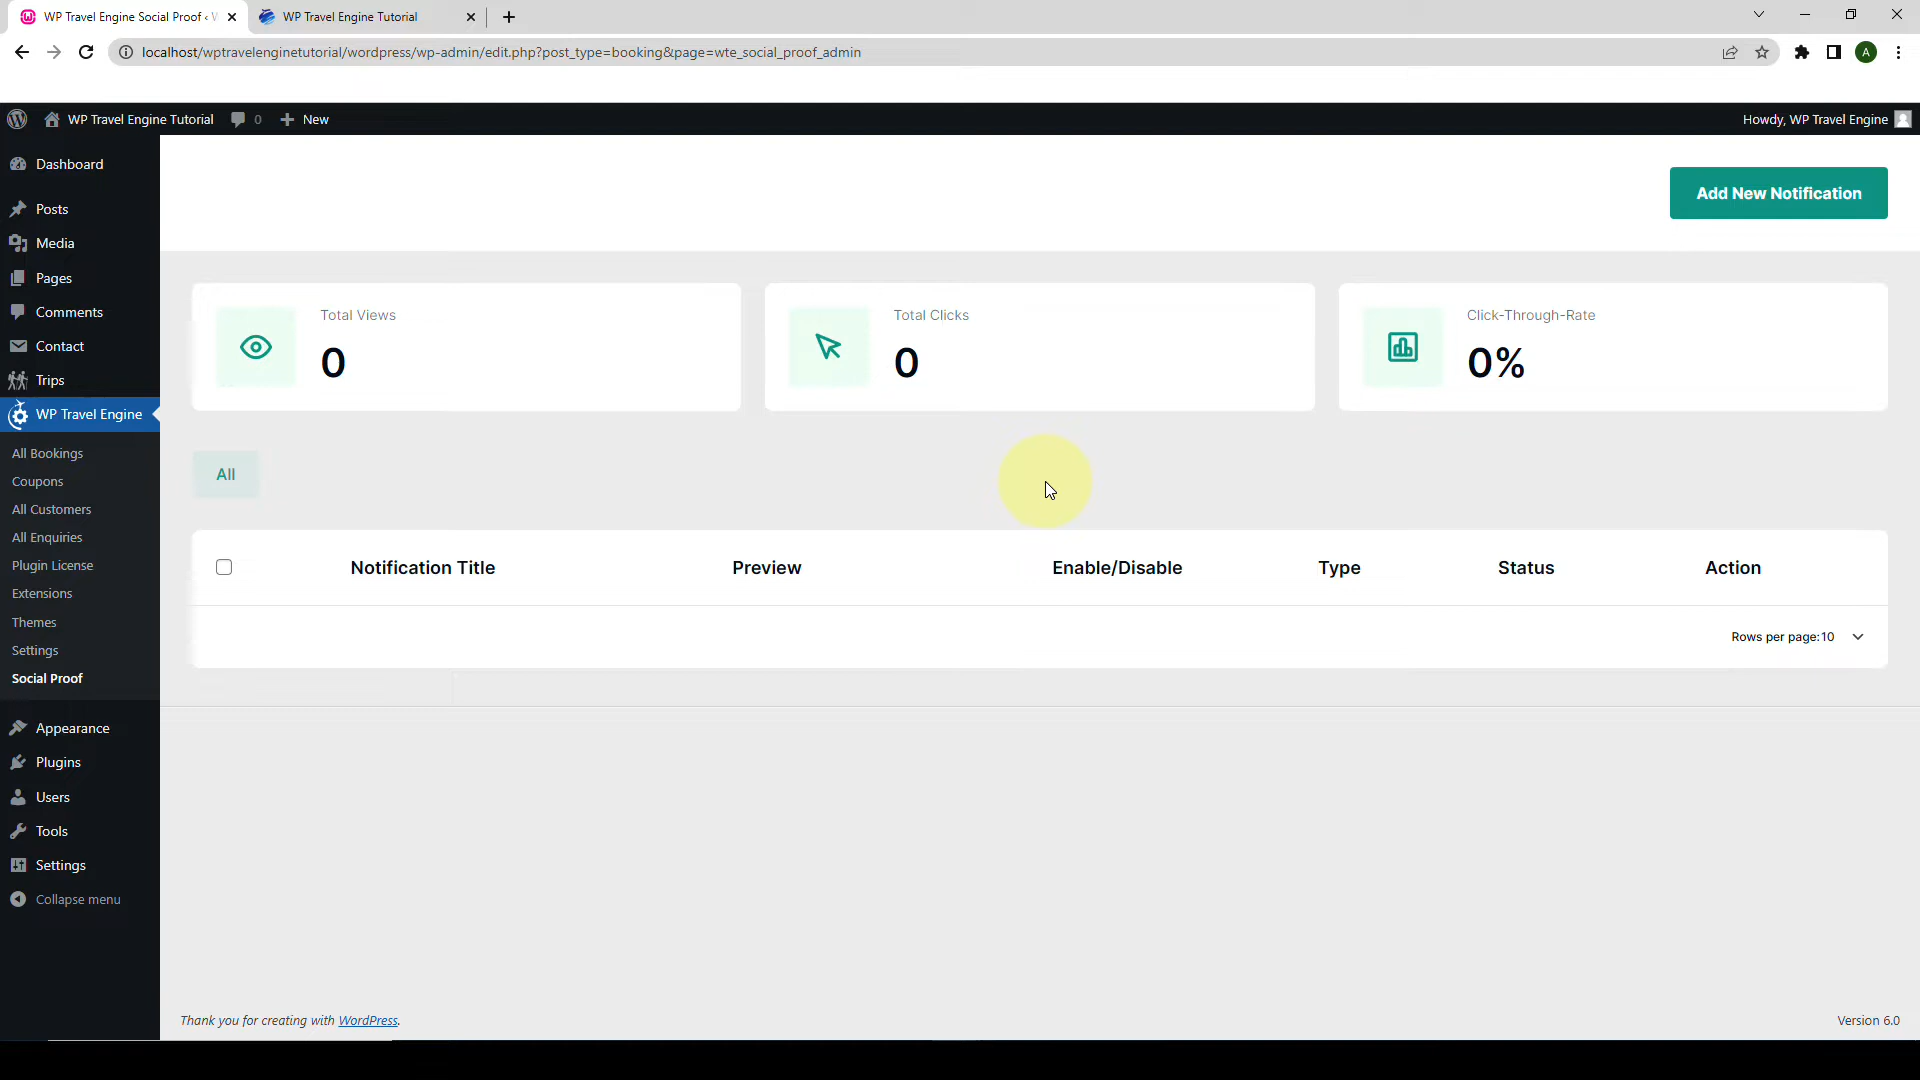 WP Travel Engine Social Proof ‹ W
WP Travel Engine Tutorial
localhost/wptravelenginetutorial/wordpress/wp-admin/edit.php?post_type=booking&page=wte_social_proof_admin
A
WP Travel Engine Tutorial
0
New
Howdy, WP Travel Engine
Dashboard
Posts
Media
Pages
Comments
Contact
Trips
WP Travel Engine
All Bookings
Coupons
All Customers
All Enquiries
Plugin License
Extensions
Themes
Settings
Social Proof
Appearance
Plugins
Users
Tools
Settings
Collapse menu
Add New Notification
Total Views
0
Total Clicks
0
Click-Through-Rate
0%
All
Notification Title Preview Enable/Disable Type Status Action
Rows per page:10
Thank you for creating with WordPress.
Version 6.0